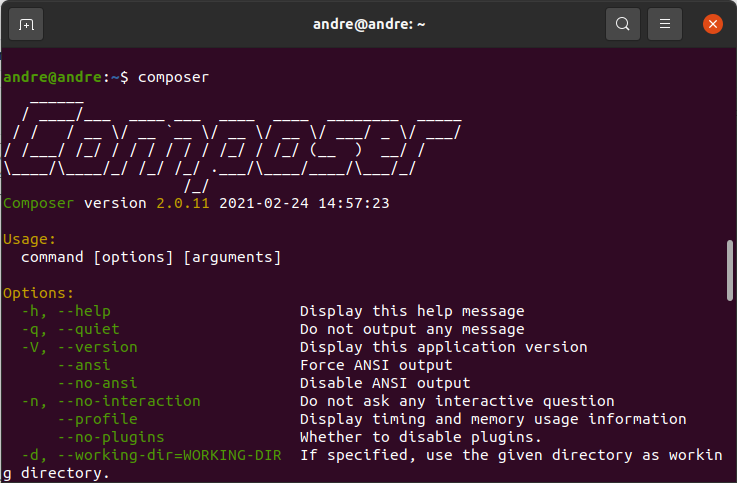 andre@andre: ~
andre@andre:~$ composer
   ______
  / ____/___  ____ ___  ____  ____  ________  _____
 / /   / __ \/ __ `__ \/ __ \/ __ \/ ___/ _ \/ ___/
/ /___/ /_/ / / / / / / /_/ / /_/ (__  )  __/ /
\____/\____/_/ /_/ /_/ .___/\____/____/\___/_/
                    /_/
Composer version 2.0.11 2021-02-24 14:57:23
Usage:
  command [options] [arguments]
Options:
  -h, --help                     Display this help message
  -q, --quiet                    Do not output any message
  -V, --version                  Display this application version
      --ansi                     Force ANSI output
      --no-ansi                  Disable ANSI output
  -n, --no-interaction           Do not ask any interactive question
      --profile                  Display timing and memory usage information
      --no-plugins               Whether to disable plugins.
  -d, --working-dir=WORKING-DIR  If specified, use the given directory as workin
g directory.